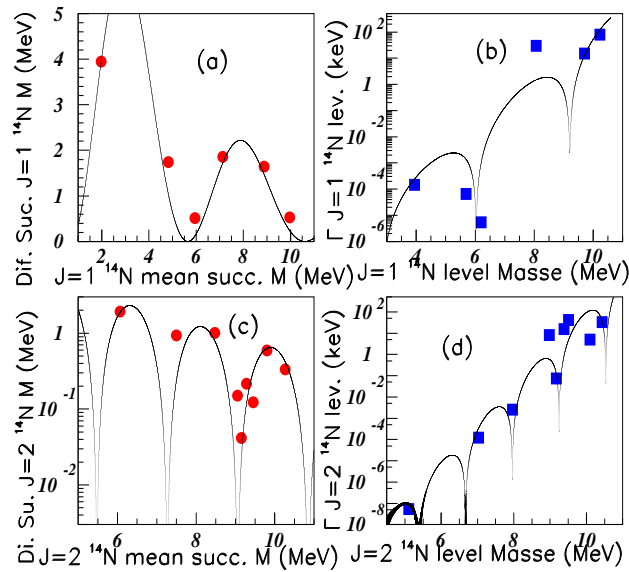 Dif. Suc. J=1 ¹⁴N M (MeV)
5
4
3
2
1
0
(a)
2 4 6 8 10
J=1 ¹⁴N mean succ. M (MeV)
Γ J=1 ¹⁴N lev. (keV)
10²
1
10⁻²
10⁻⁴
10⁻⁶
(b)
4 6 8 10
J=1 ¹⁴N level Masse (MeV)
Di. Su. J=2 ¹⁴N M (MeV)
1
10⁻¹
10⁻²
(c)
6 8 10
J=2 ¹⁴N mean succ. M (MeV)
Γ J=2 ¹⁴N lev. (keV)
10²
1
10⁻²
10⁻⁴
10⁻⁶
10⁻⁸
(d)
6 8 10
J=2 ¹⁴N level Masse (MeV)